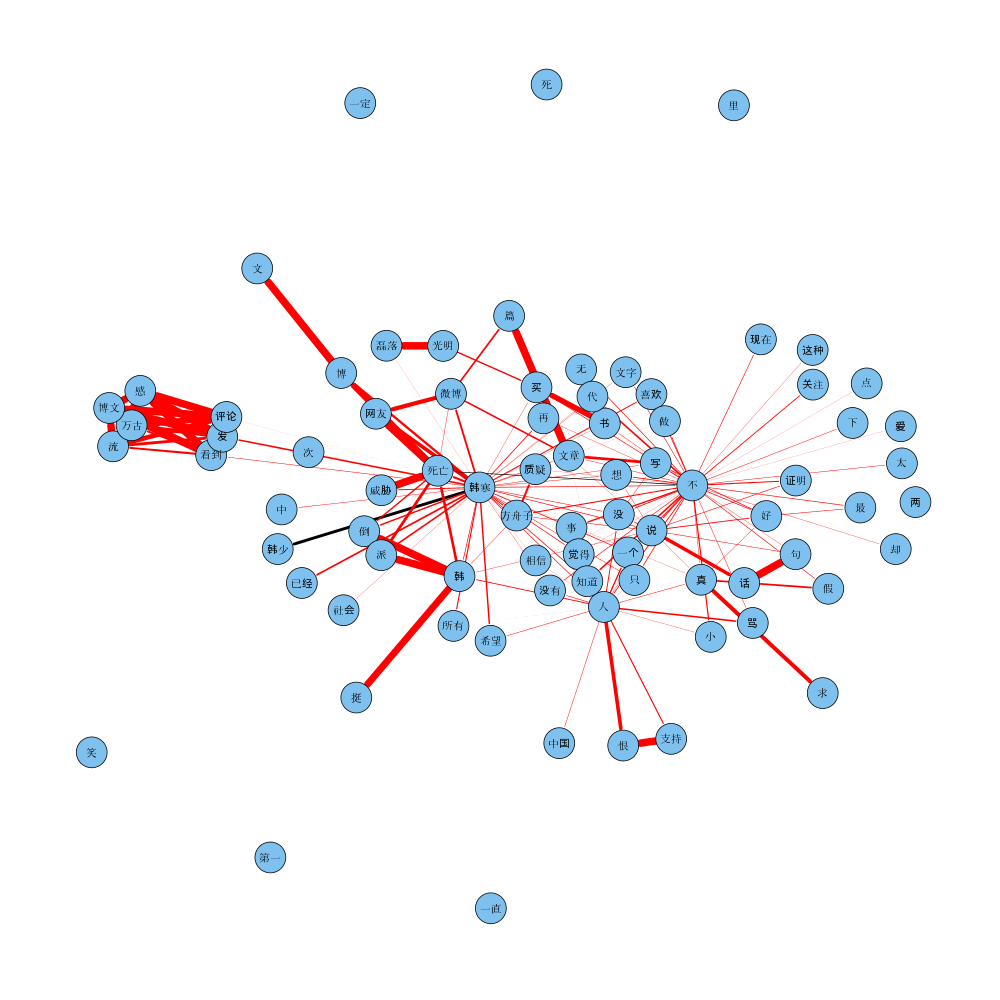 死
一定
里
文
篇
现在
磊落
光明
这种
无
博
文字
关注
点
买
感
微博
喜欢
代
博文
网友
评论
再
做
书
下
万古
爱
发
流
次
看到
文章
写
太
质疑
死亡
想
证明
不
韩寒
威胁
两
最
中
方舟子
没
好
事
倒
说
韩少
却
一个
派
觉得
句
相信
韩
只
真
知道
已经
话
假
没有
人
社会
骂
所有
小
希望
求
挺
支持
中国
恨
笑
第一
一直